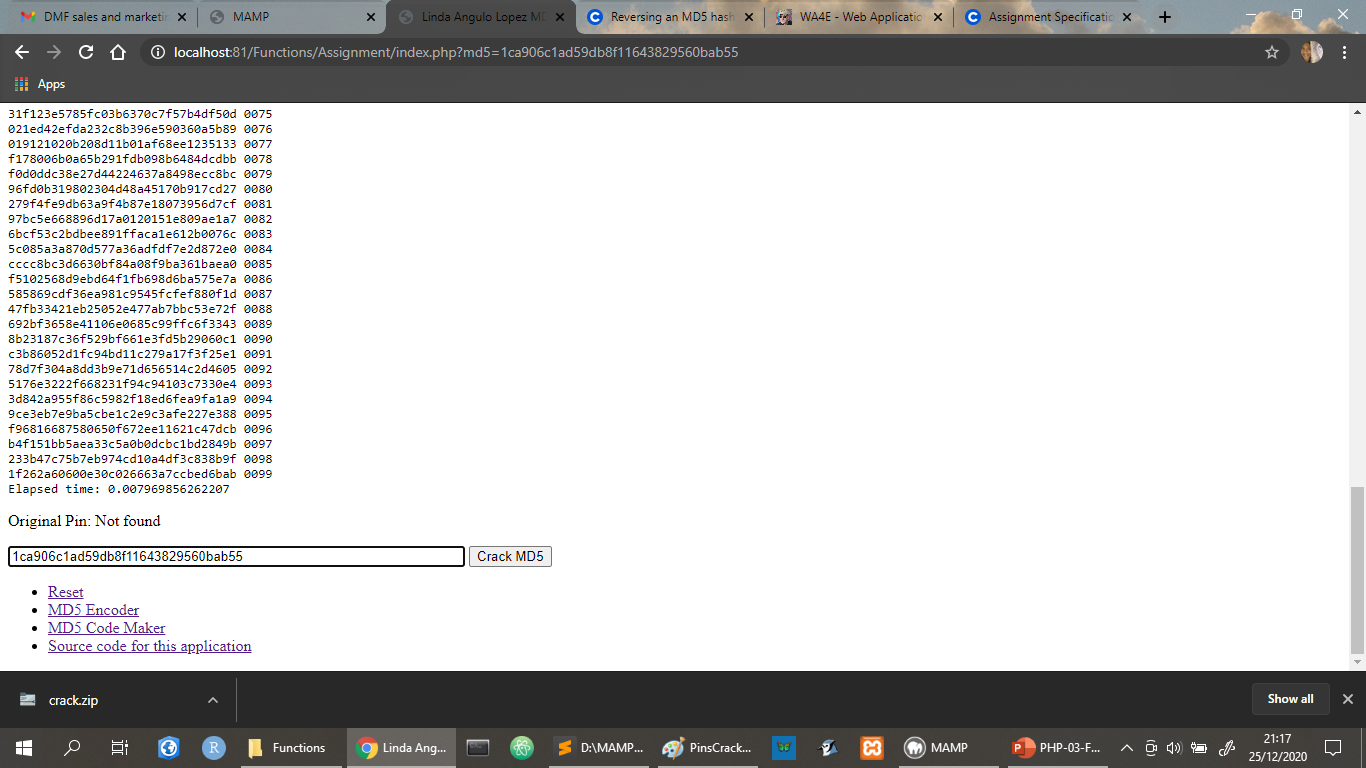 DMF sales and marketin
MAMP
Linda Angulo Lopez MD
Reversing an MD5 hash
WA4E - Web Application
Assignment Specificatio
localhost:81/Functions/Assignment/index.php?md5=1ca906c1ad59db8f11643829560bab55
Apps
31f123e5785fc03b6370c7f57b4df50d 0075
021ed42efda232c8b396e590360a5b89 0076
019121020b208d11b01af68ee1235133 0077
f178006b0a65b291fdb098b6484dcdbb 0078
f0d0ddc38e27d44224637a8498ecc8bc 0079
96fd0b319802304d48a45170b917cd27 0080
279f4fe9db63a9f4b87e18073956d7cf 0081
97bc5e668896d17a0120151e809ae1a7 0082
6bcf53c2bdbee891ffaca1e612b0076c 0083
5c085a3a870d577a36adfdf7e2d872e0 0084
cccc8bc3d6630bf84a08f9ba361baea0 0085
f5102568d9ebd64f1fb698d6ba575e7a 0086
585869cdf36ea981c9545fcfef880f1d 0087
47fb33421eb25052e477ab7bbc53e72f 0088
692bf3658e41106e0685c99ffc6f3343 0089
8b23187c36f529bf661e3fd5b29060c1 0090
c3b86052d1fc94bd11c279a17f3f25e1 0091
78d7f304a8dd3b9e71d656514c2d4605 0092
5176e3222f668231f94c94103c7330e4 0093
3d842a955f86c5982f18ed6fea9fa1a9 0094
9ce3eb7e9ba5cbe1c2e9c3afe227e388 0095
f96816687580650f672ee11621c47dcb 0096
b4f151bb5aea33c5a0b0dcbc1bd2849b 0097
233b47c75b7eb974cd10a4df3c838b9f 0098
1f262a60600e30c026663a7ccbed6bab 0099
Elapsed time: 0.007969856262207
Original Pin: Not found
1ca906c1ad59db8f11643829560bab55 Crack MD5
Reset
MD5 Encoder
MD5 Code Maker
Source code for this application
crack.zip
Show all
Functions
Linda Ang...
D:\MAMP...
PinsCrack...
MAMP
PHP-03-F...
21:17
25/12/2020